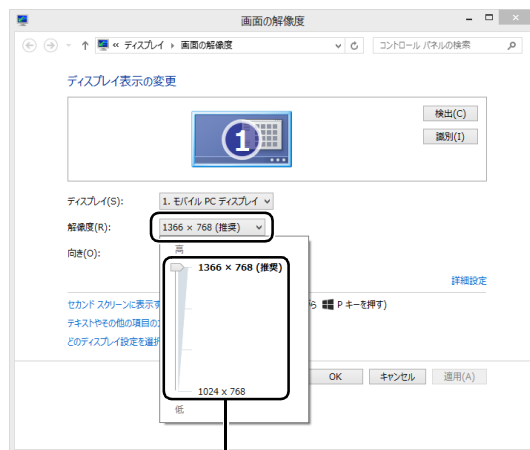 画面の解像度
« ディスプレイ ▸ 画面の解像度
コントロール パネルの検索
ディスプレイ表示の変更
1
検出(C)
識別(I)
ディスプレイ(S):
1. モバイル PC ディスプレイ
解像度(R):
1366 × 768 (推奨)
向き(O):
高
1366 × 768 (推奨)
1024 x 768
低
詳細設定
セカンド スクリーンに表示す
ら P キーを押す)
テキストやその他の項目の
どのディスプレイ設定を選択
OK
キャンセル
適用(A)